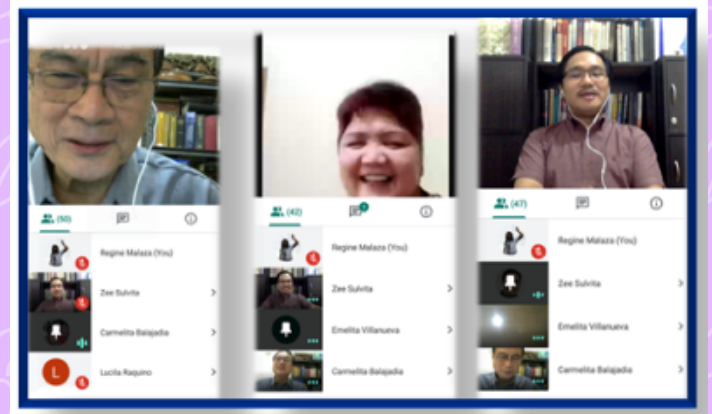 (50)
Regine Malaza (You)
Zee Sulvita
Carmelita Balajadia
L
Lucila Raquino
(42)
Regine Malaza (You)
Zee Sulvita
Emelita Villanueva
Carmelita Balajadia
(47)
Regine Malaza (You)
Zee Sulvita
Emelita Villanueva
Carmelita Balajadia